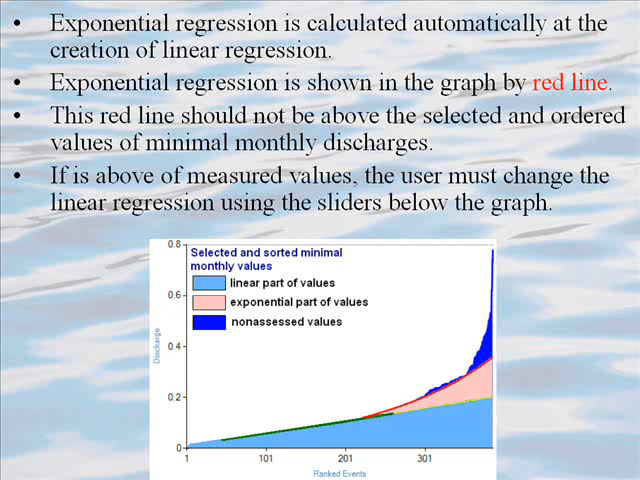 • Exponential regression is calculated automatically at the
creation of linear regression.
• Exponential regression is shown in the graph by red line.
• This red line should not be above the selected and ordered
values of minimal monthly discharges.
• If is above of measured values, the user must change the
linear regression using the sliders below the graph.
0.8
Selected and sorted minimal
monthly values
linear part of values
0.6
exponential part of values
nonassessed values
Discharge
0.4
0.2
0
1 101 201 301
Ranked Events